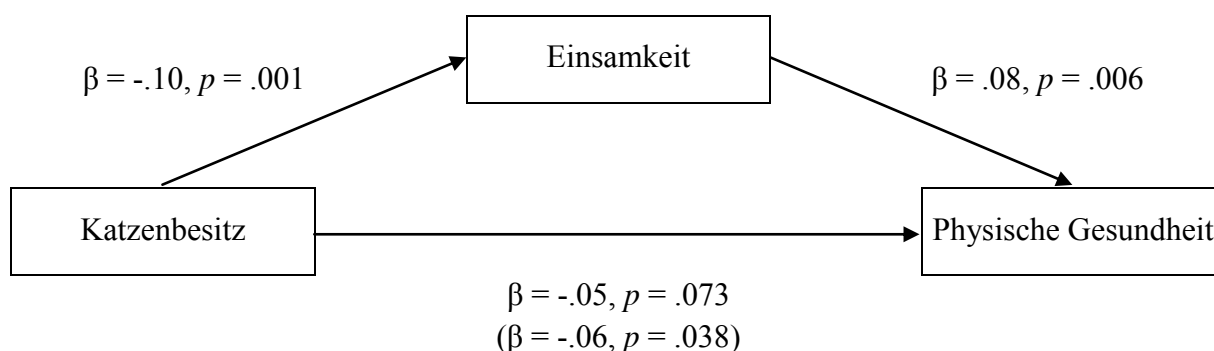 Einsamkeit
β = -.10, p = .001
β = .08, p = .006
Katzenbesitz
Physische Gesundheit
β = -.05, p = .073
(β = -.06, p = .038)